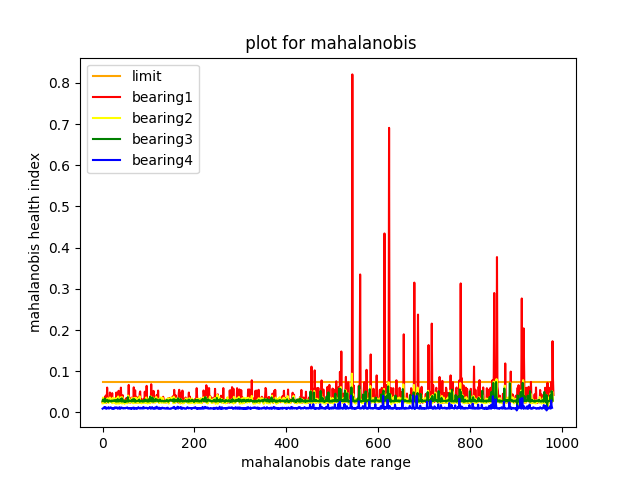 plot for mahalanobis
limit
bearing1
bearing2
bearing3
bearing4
mahalanobis health index
0.8
0.7
0.6
0.5
0.4
0.3
0.2
0.1
0.0
0 200 400 600 800 1000
mahalanobis date range